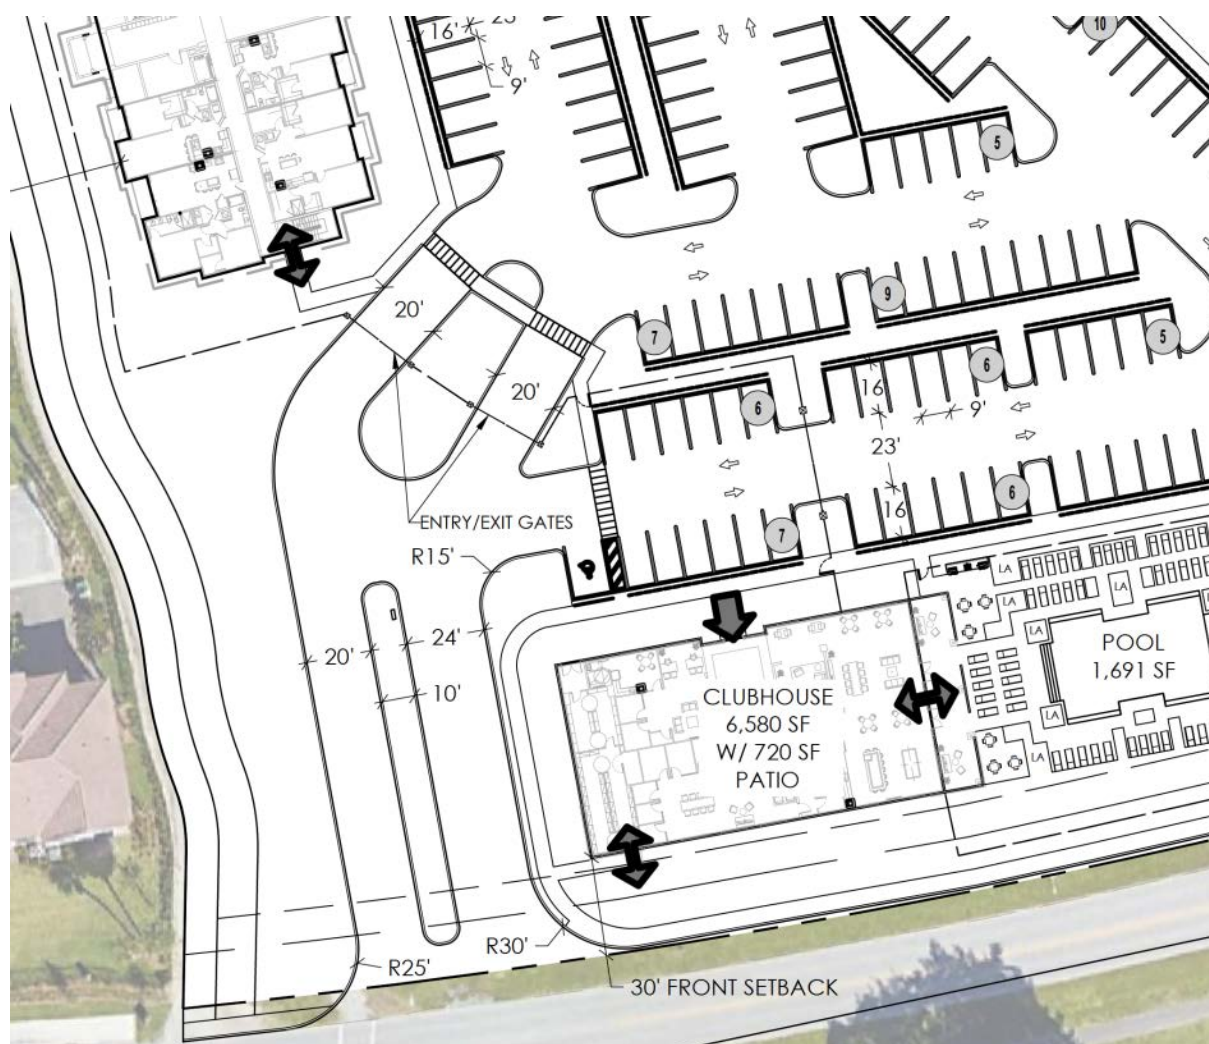 10
16'
23'
9'
5
20'
9
7
5
6
20'
16'
6
9'
23'
6
16'
7
ENTRY/EXIT GATES
R15'
LA
LA
LA
LA
20'
24'
10'
POOL
1,691 SF
CLUBHOUSE
6,580 SF
W/ 720 SF
PATIO
LA
LA
R30'
R25'
30' FRONT SETBACK